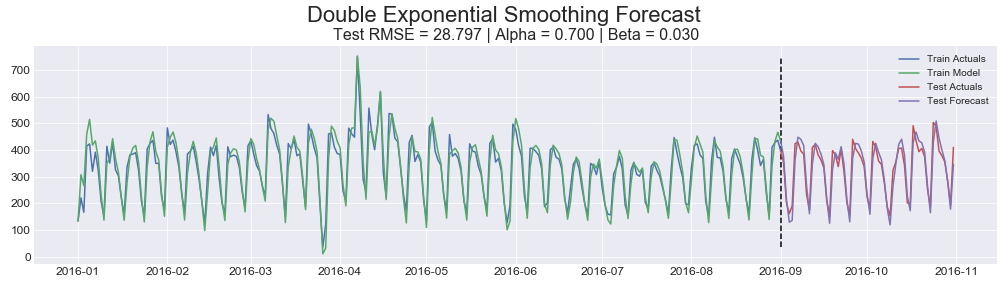 Double Exponential Smoothing Forecast
Test RMSE = 28.797 | Alpha = 0.700 | Beta = 0.030
Train Actuals
Train Model
Test Actuals
Test Forecast
700
600
500
400
300
200
100
0
2016-01 2016-02 2016-03 2016-04 2016-05 2016-06 2016-07 2016-08 2016-09 2016-10 2016-11